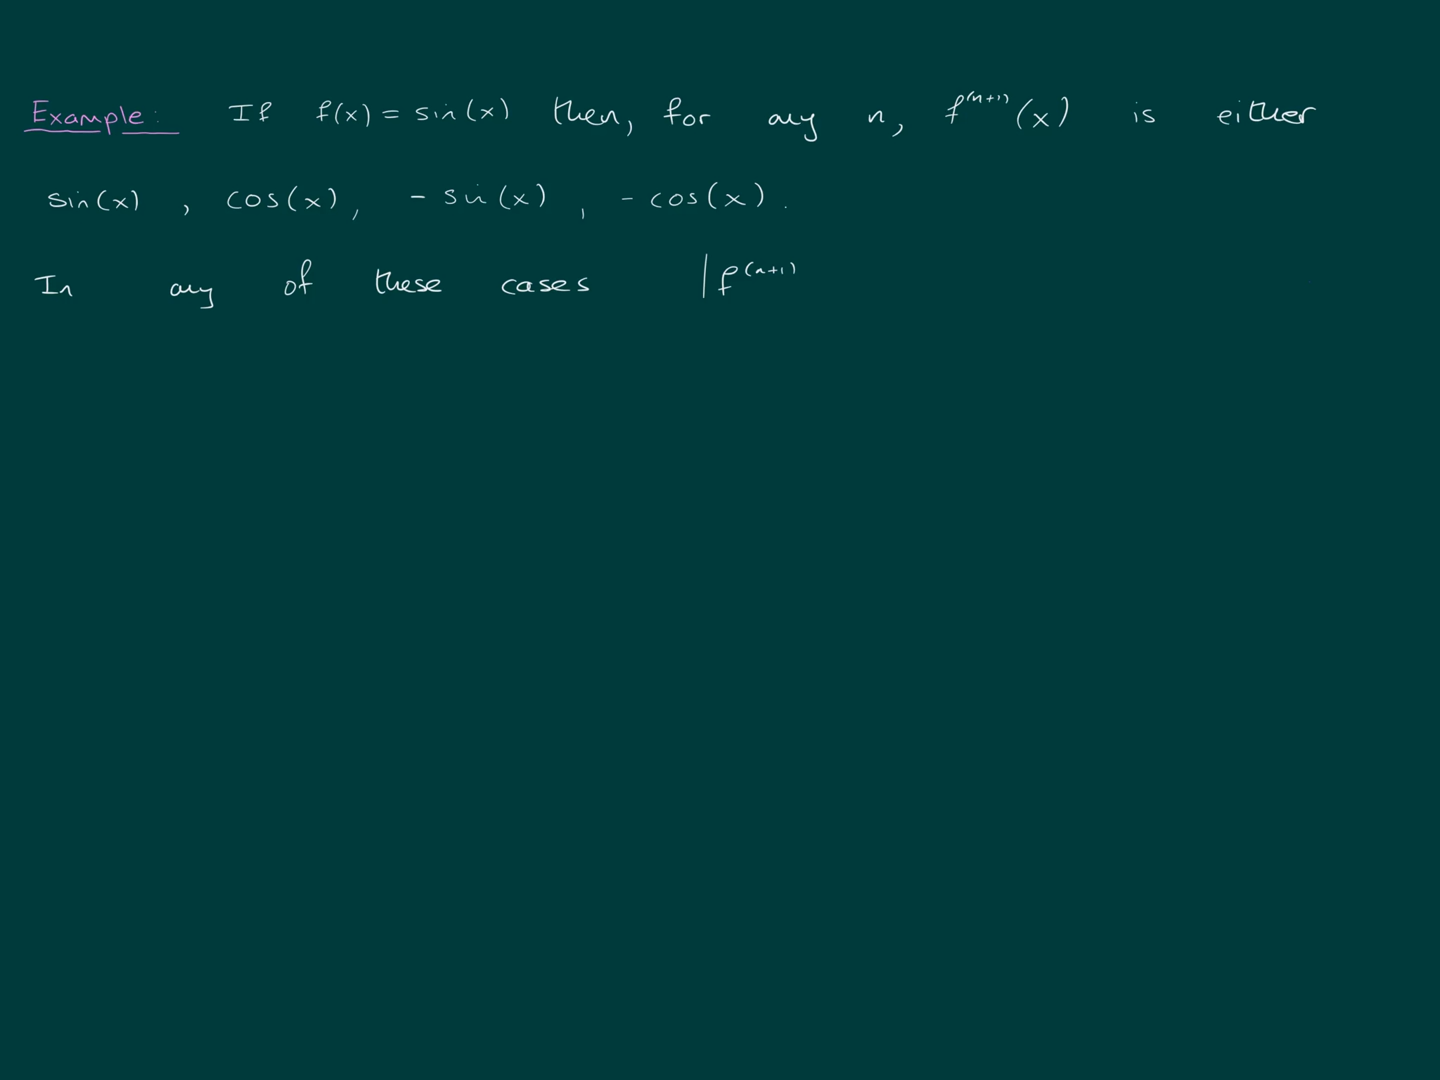 Example: If f(x) = sin(x) then, for any n, f^(n+1)(x) is either
sin(x), cos(x), -sin(x), -cos(x).
In any of these cases |f^(n+1)